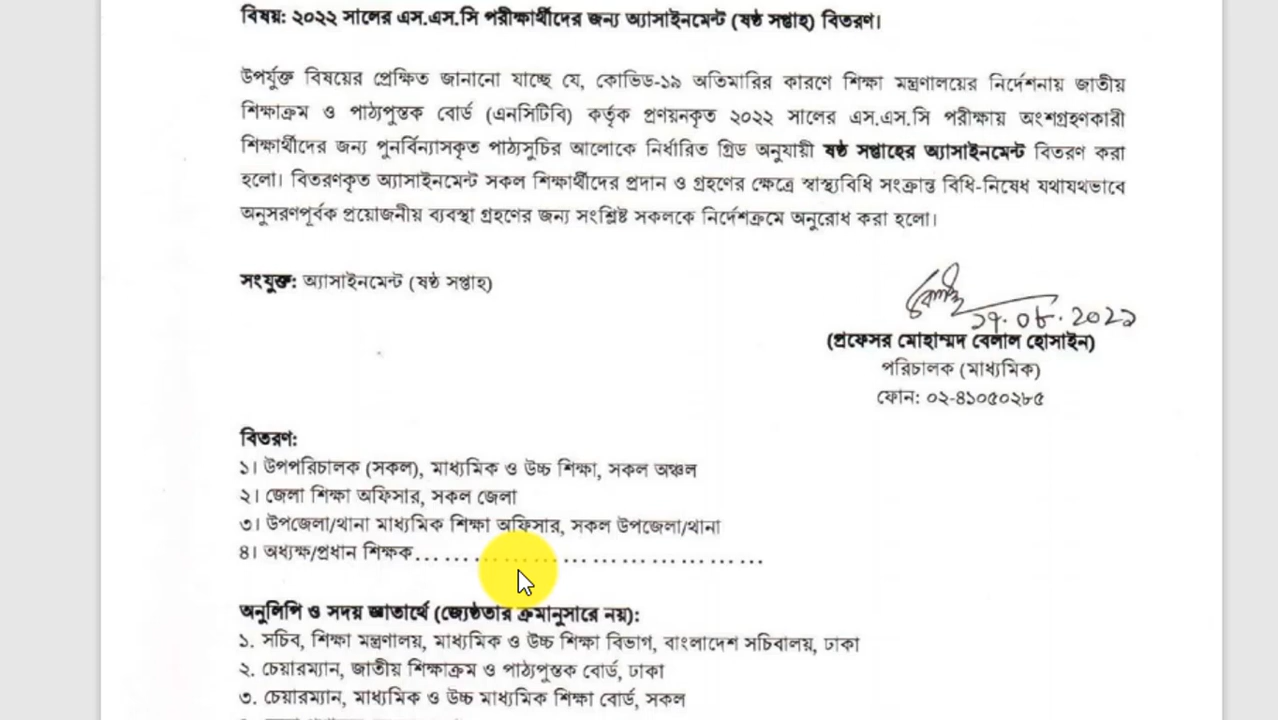 বিষয়: ২০২২ সালের এস.এস.সি পরীক্ষার্থীদের জন্য অ্যাসাইনমেন্ট (ষষ্ঠ সপ্তাহ) বিতরণ।
উপর্যুক্ত বিষয়ের প্রেক্ষিত জানানো যাচ্ছে যে, কোভিড-১৯ অতিমারির কারণে শিক্ষা মন্ত্রণালয়ের নির্দেশনায় জাতীয়
শিক্ষাক্রম ও পাঠ্যপুস্তক বোর্ড (এনসিটিবি) কর্তৃক প্রণয়নকৃত ২০২২ সালের এস.এস.সি পরীক্ষায় অংশগ্রহণকারী
শিক্ষার্থীদের জন্য পুনর্বিন্যাসকৃত পাঠ্যসূচির আলোকে নির্ধারিত গ্রিড অনুযায়ী ষষ্ঠ সপ্তাহের অ্যাসাইনমেন্ট বিতরণ করা
হলো। বিতরণকৃত অ্যাসাইনমেন্ট সকল শিক্ষার্থীদের প্রদান ও গ্রহণের ক্ষেত্রে স্বাস্থ্যবিধি সংক্রান্ত বিধি-নিষেধ যথাযথভাবে
অনুসরণপূর্বক প্রয়োজনীয় ব্যবস্থা গ্রহণের জন্য সংশ্লিষ্ট সকলকে নির্দেশক্রমে অনুরোধ করা হলো।
সংযুক্ত: অ্যাসাইনমেন্ট (ষষ্ঠ সপ্তাহ)
(প্রফেসর মোহাম্মদ বেলাল হোসাইন)
পরিচালক (মাধ্যমিক)
ফোন: ০২-৪১০৫০২৮৫
বিতরণ:
১। উপপরিচালক (সকল), মাধ্যমিক ও উচ্চ শিক্ষা, সকল অঞ্চল
২। জেলা শিক্ষা অফিসার, সকল জেলা
৩। উপজেলা/থানা মাধ্যমিক শিক্ষা অফিসার, সকল উপজেলা/থানা
৪। অধ্যক্ষ/প্রধান শিক্ষক........................
অনুলিপি ও সদয় জ্ঞাতার্থে (জ্যেষ্ঠতার ক্রমানুসারে নয়):
১. সচিব, শিক্ষা মন্ত্রণালয়, মাধ্যমিক ও উচ্চ শিক্ষা বিভাগ, বাংলাদেশ সচিবালয়, ঢাকা
২. চেয়ারম্যান, জাতীয় শিক্ষাক্রম ও পাঠ্যপুস্তক বোর্ড, ঢাকা
৩. চেয়ারম্যান, মাধ্যমিক ও উচ্চ মাধ্যমিক শিক্ষা বোর্ড, সকল